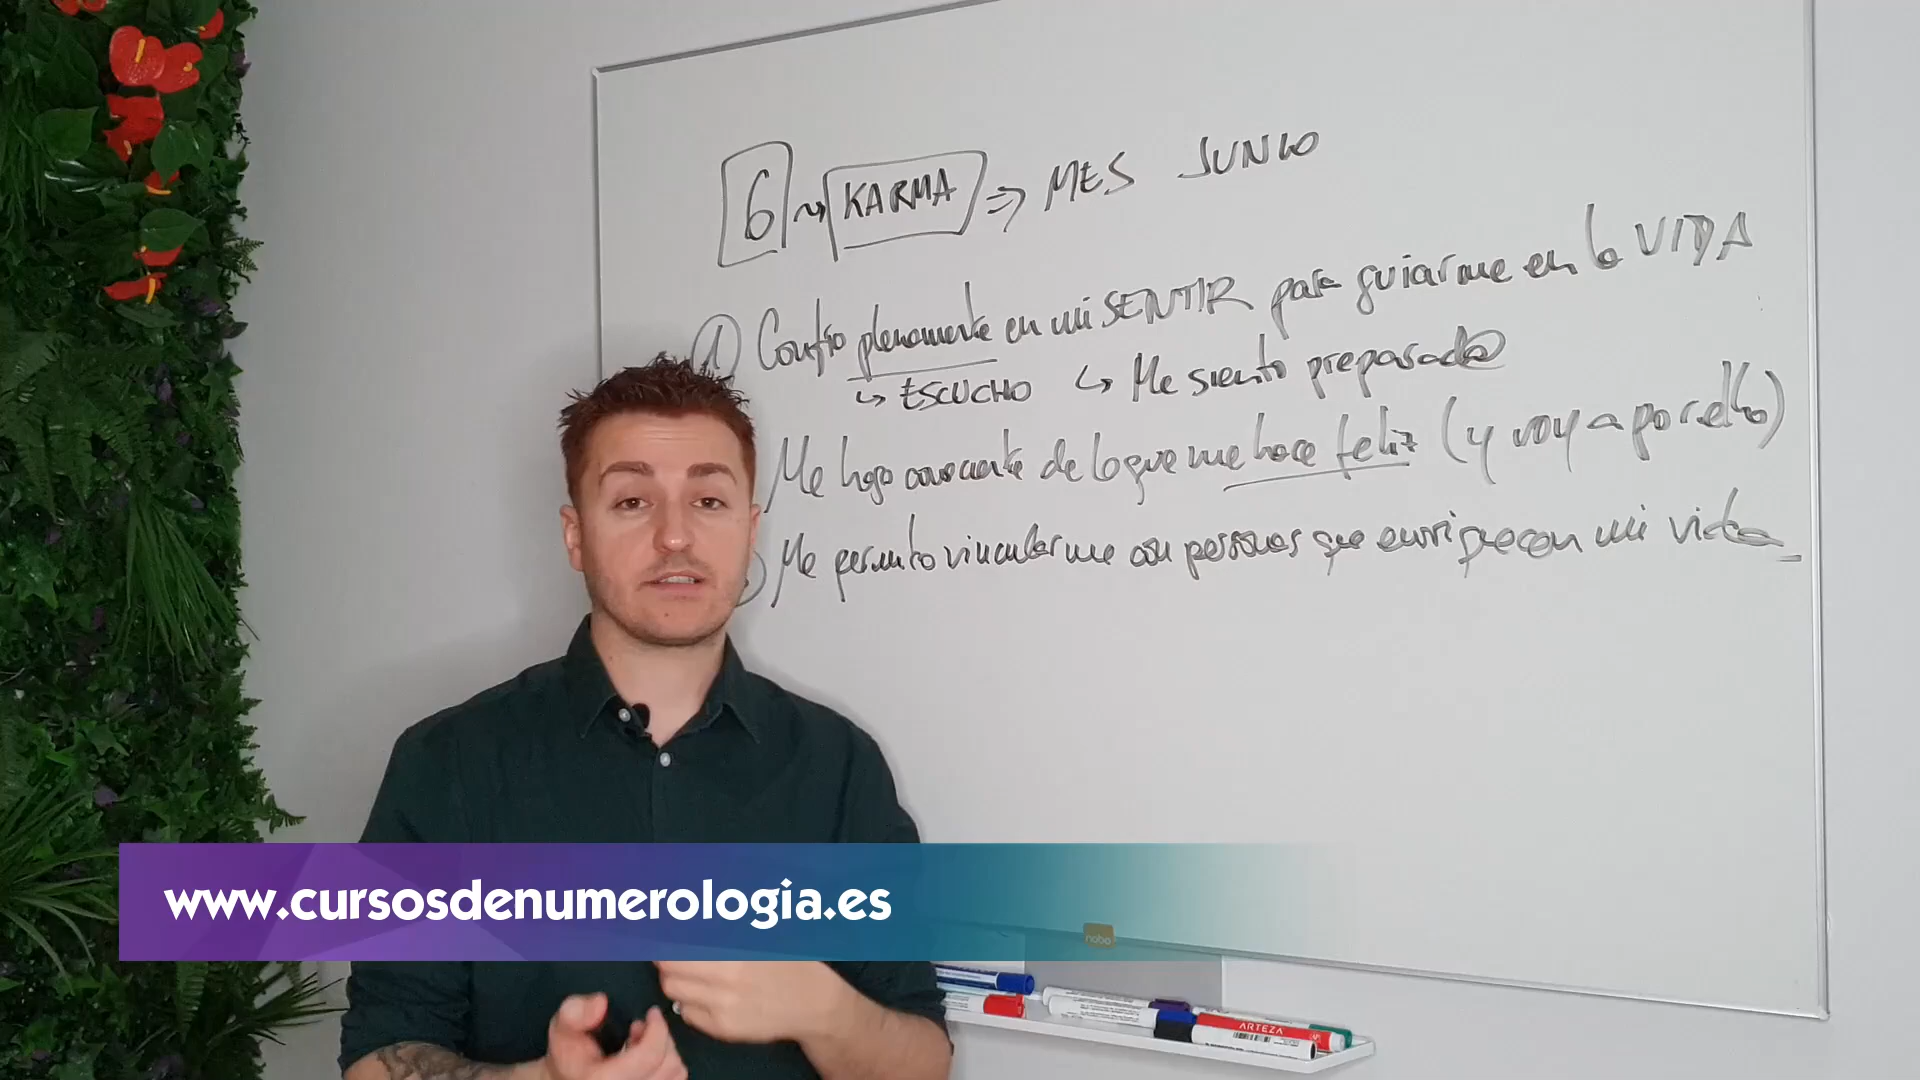 6 → KARMA ⇒ MES JUNIO
1) Confío plenamente en mi SENTIR para guiarme en la VIDA
↳ ESCUCHO ↳ Me siento preparado
Me hago consciente de lo que me hace feliz (y voy a por ello)
) Me permito vincularme con personas que enriquecen mi vida
www.cursosdenumerologia.es
nobo
ARTEZA